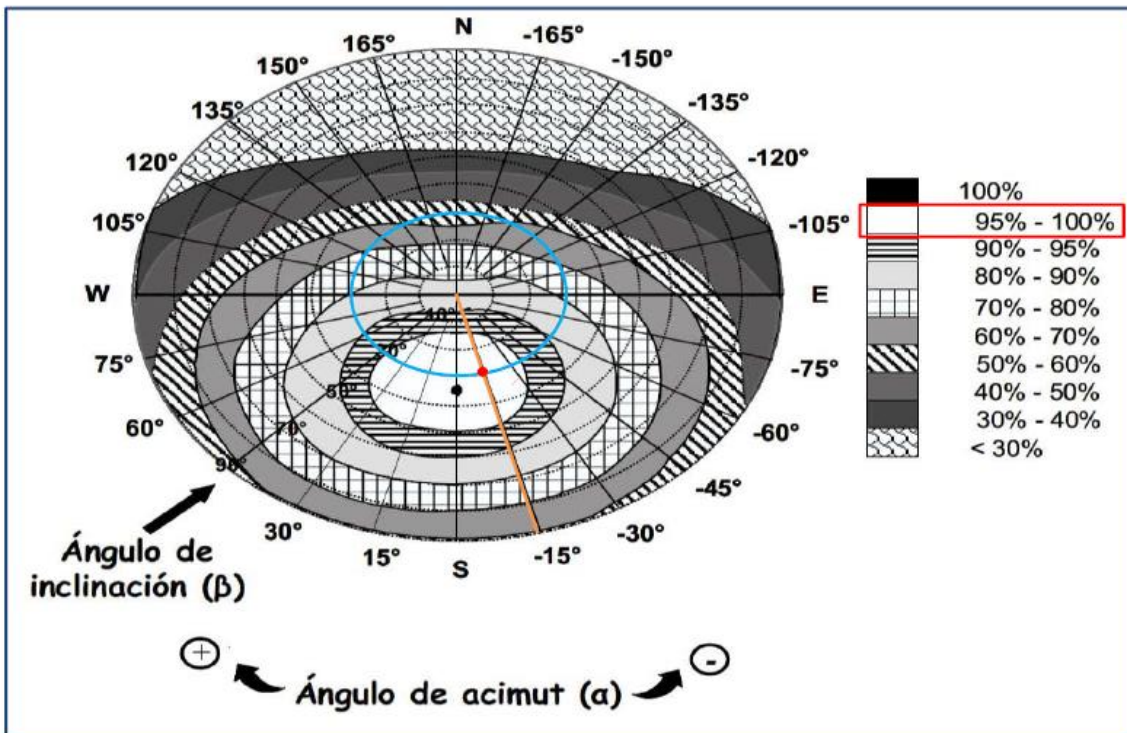 N
165°
-165°
150°
-150°
135°
-135°
120°
-120°
105°
-105°
W
E
75°
-75°
60°
-60°
-45°
30°
-30°
15°
-15°
S
10°
50°
70°
90°
100%
95% - 100%
90% - 95%
80% - 90%
70% - 80%
60% - 70%
50% - 60%
40% - 50%
30% - 40%
< 30%
Ángulo de
inclinación (β)
+
Ángulo de acimut (α)
-